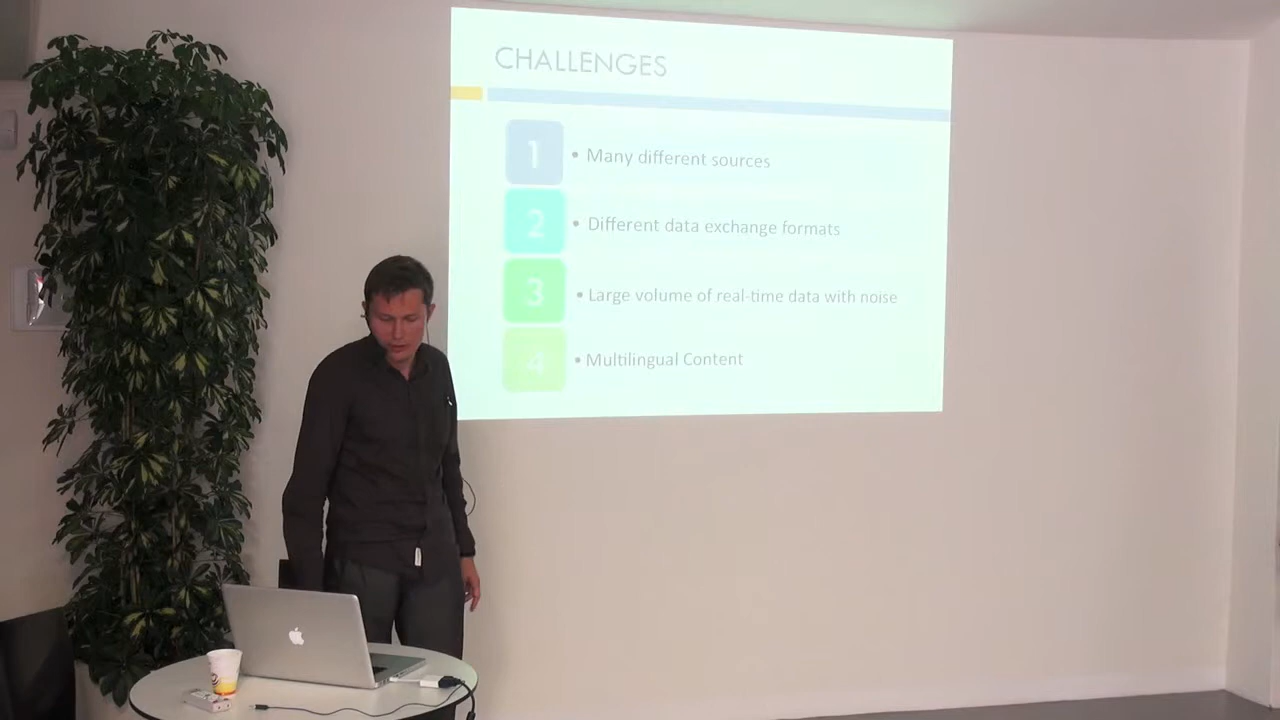 CHALLENGES
1 • Many different sources
2 • Different data exchange formats
3 • Large volume of real-time data with noise
4 • Multilingual Content